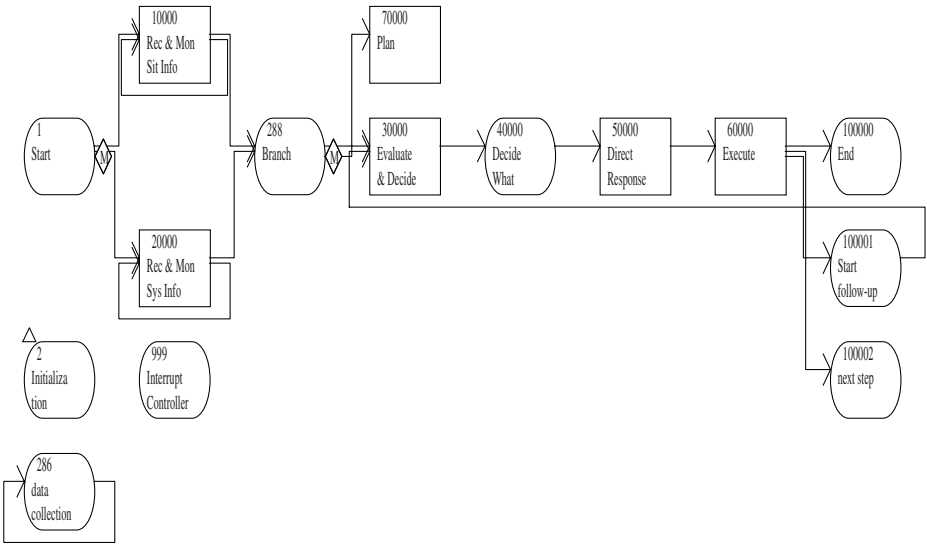 10000
Rec & Mon
Sit Info
70000
Plan
1
Start
M
288
Branch
M
30000
Evaluate
& Decide
40000
Decide
What
50000
Direct
Response
60000
Execute
100000
End
20000
Rec & Mon
Sys Info
100001
Start
follow-up
2
Initializa
tion
999
Interrupt
Controller
100002
next step
286
data
collection